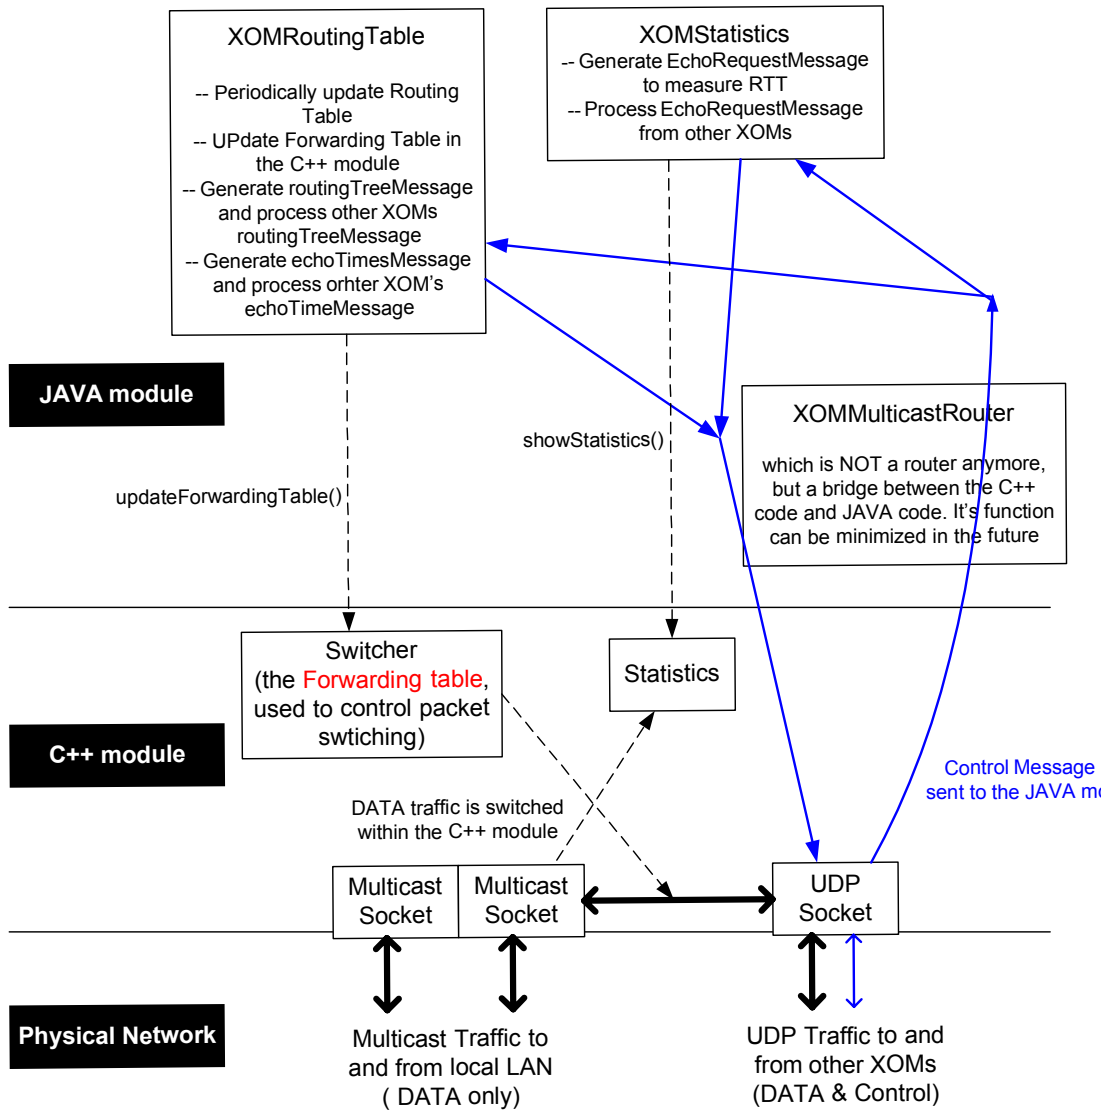 XOMRoutingTable
-- Periodically update Routing
Table
-- UPdate Forwarding Table in
the C++ module
-- Generate routingTreeMessage
and process other XOMs
routingTreeMessage
-- Generate echoTimesMessage
and process orhter XOM's
echoTimeMessage
XOMStatistics
-- Generate EchoRequestMessage
to measure RTT
-- Process EchoRequestMessage
from other XOMs
JAVA module
XOMMulticastRouter
which is NOT a router anymore,
but a bridge between the C++
code and JAVA code. It's function
can be minimized in the future
showStatistics()
updateForwardingTable()
Switcher
(the Forwarding table,
used to control packet
swtiching)
Statistics
C++ module
Control Message
sent to the JAVA
DATA traffic is switched
within the C++ module
Multicast
Socket
Multicast
Socket
UDP
Socket
Physical Network
Multicast Traffic to
and from local LAN
( DATA only)
UDP Traffic to and
from other XOMs
(DATA & Control)